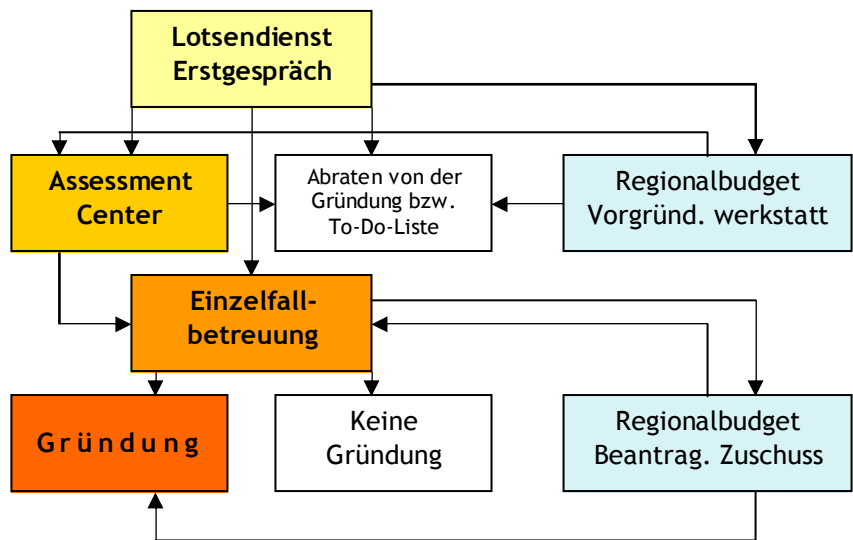 Lotsendienst
Erstgespräch
Assessment
Center
Abraten von der
Gründung bzw.
To-Do-Liste
Regionalbudget
Vorgründ. werkstatt
Einzelfall-
betreuung
Gründung
Keine
Gründung
Regionalbudget
Beantrag. Zuschuss